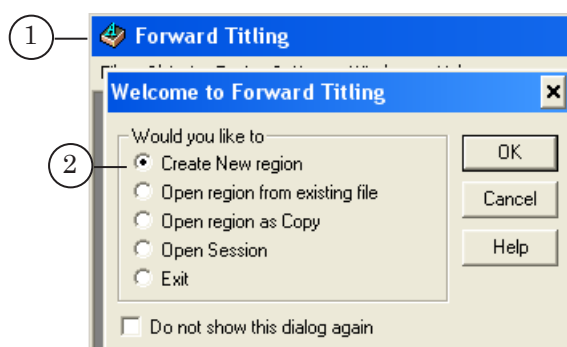 1
Forward Titling
Welcome to Forward Titling
Would you like to
2
Create New region
Open region from existing file
Open region as Copy
Open Session
Exit
OK
Cancel
Help
Do not show this dialog again